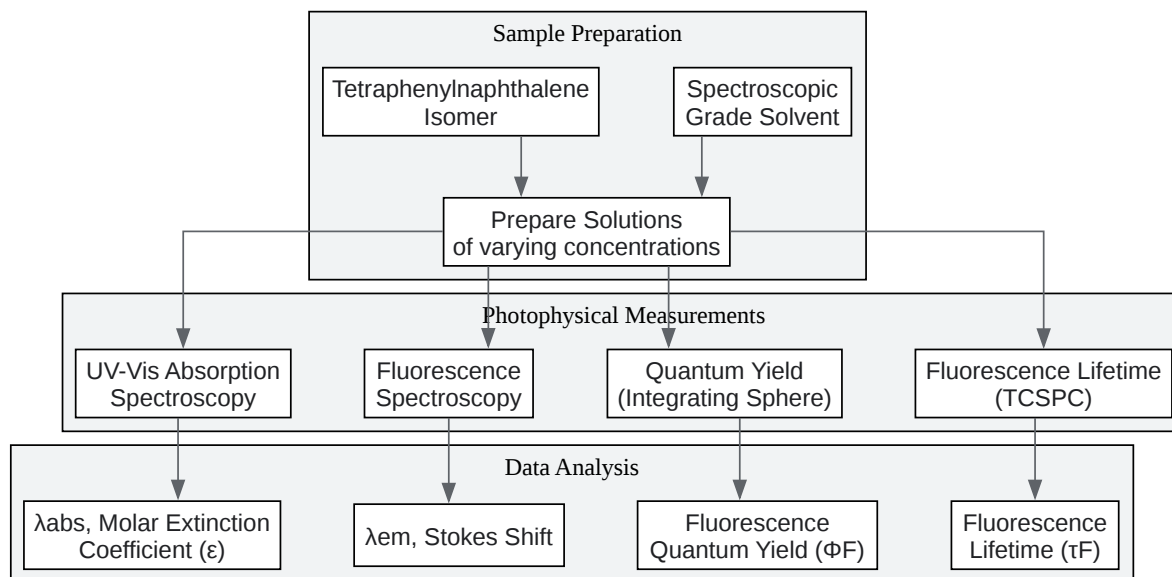 Sample Preparation
Tetraphenylnaphthalene
Isomer
Spectroscopic
Grade Solvent
Prepare Solutions
of varying concentrations
Photophysical Measurements
UV-Vis Absorption
Spectroscopy
Fluorescence
Spectroscopy
Quantum Yield
(Integrating Sphere)
Fluorescence Lifetime
(TCSPC)
Data Analysis
λabs, Molar Extinction
Coefficient (ε)
λem, Stokes Shift
Fluorescence
Quantum Yield (ΦF)
Fluorescence
Lifetime (τF)